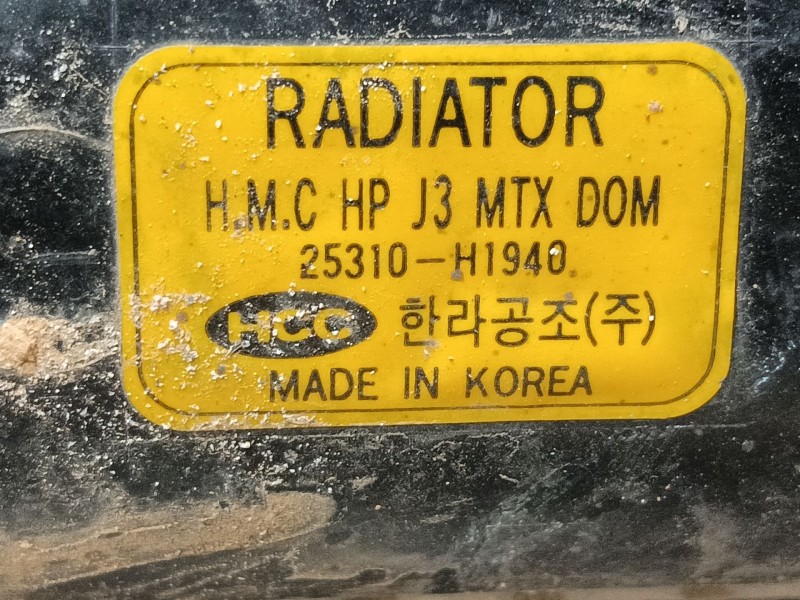 RADIATOR
H.M.C HP J3 MTX DOM
25310-H1940
HCC 한라공조(주)
MADE IN KOREA